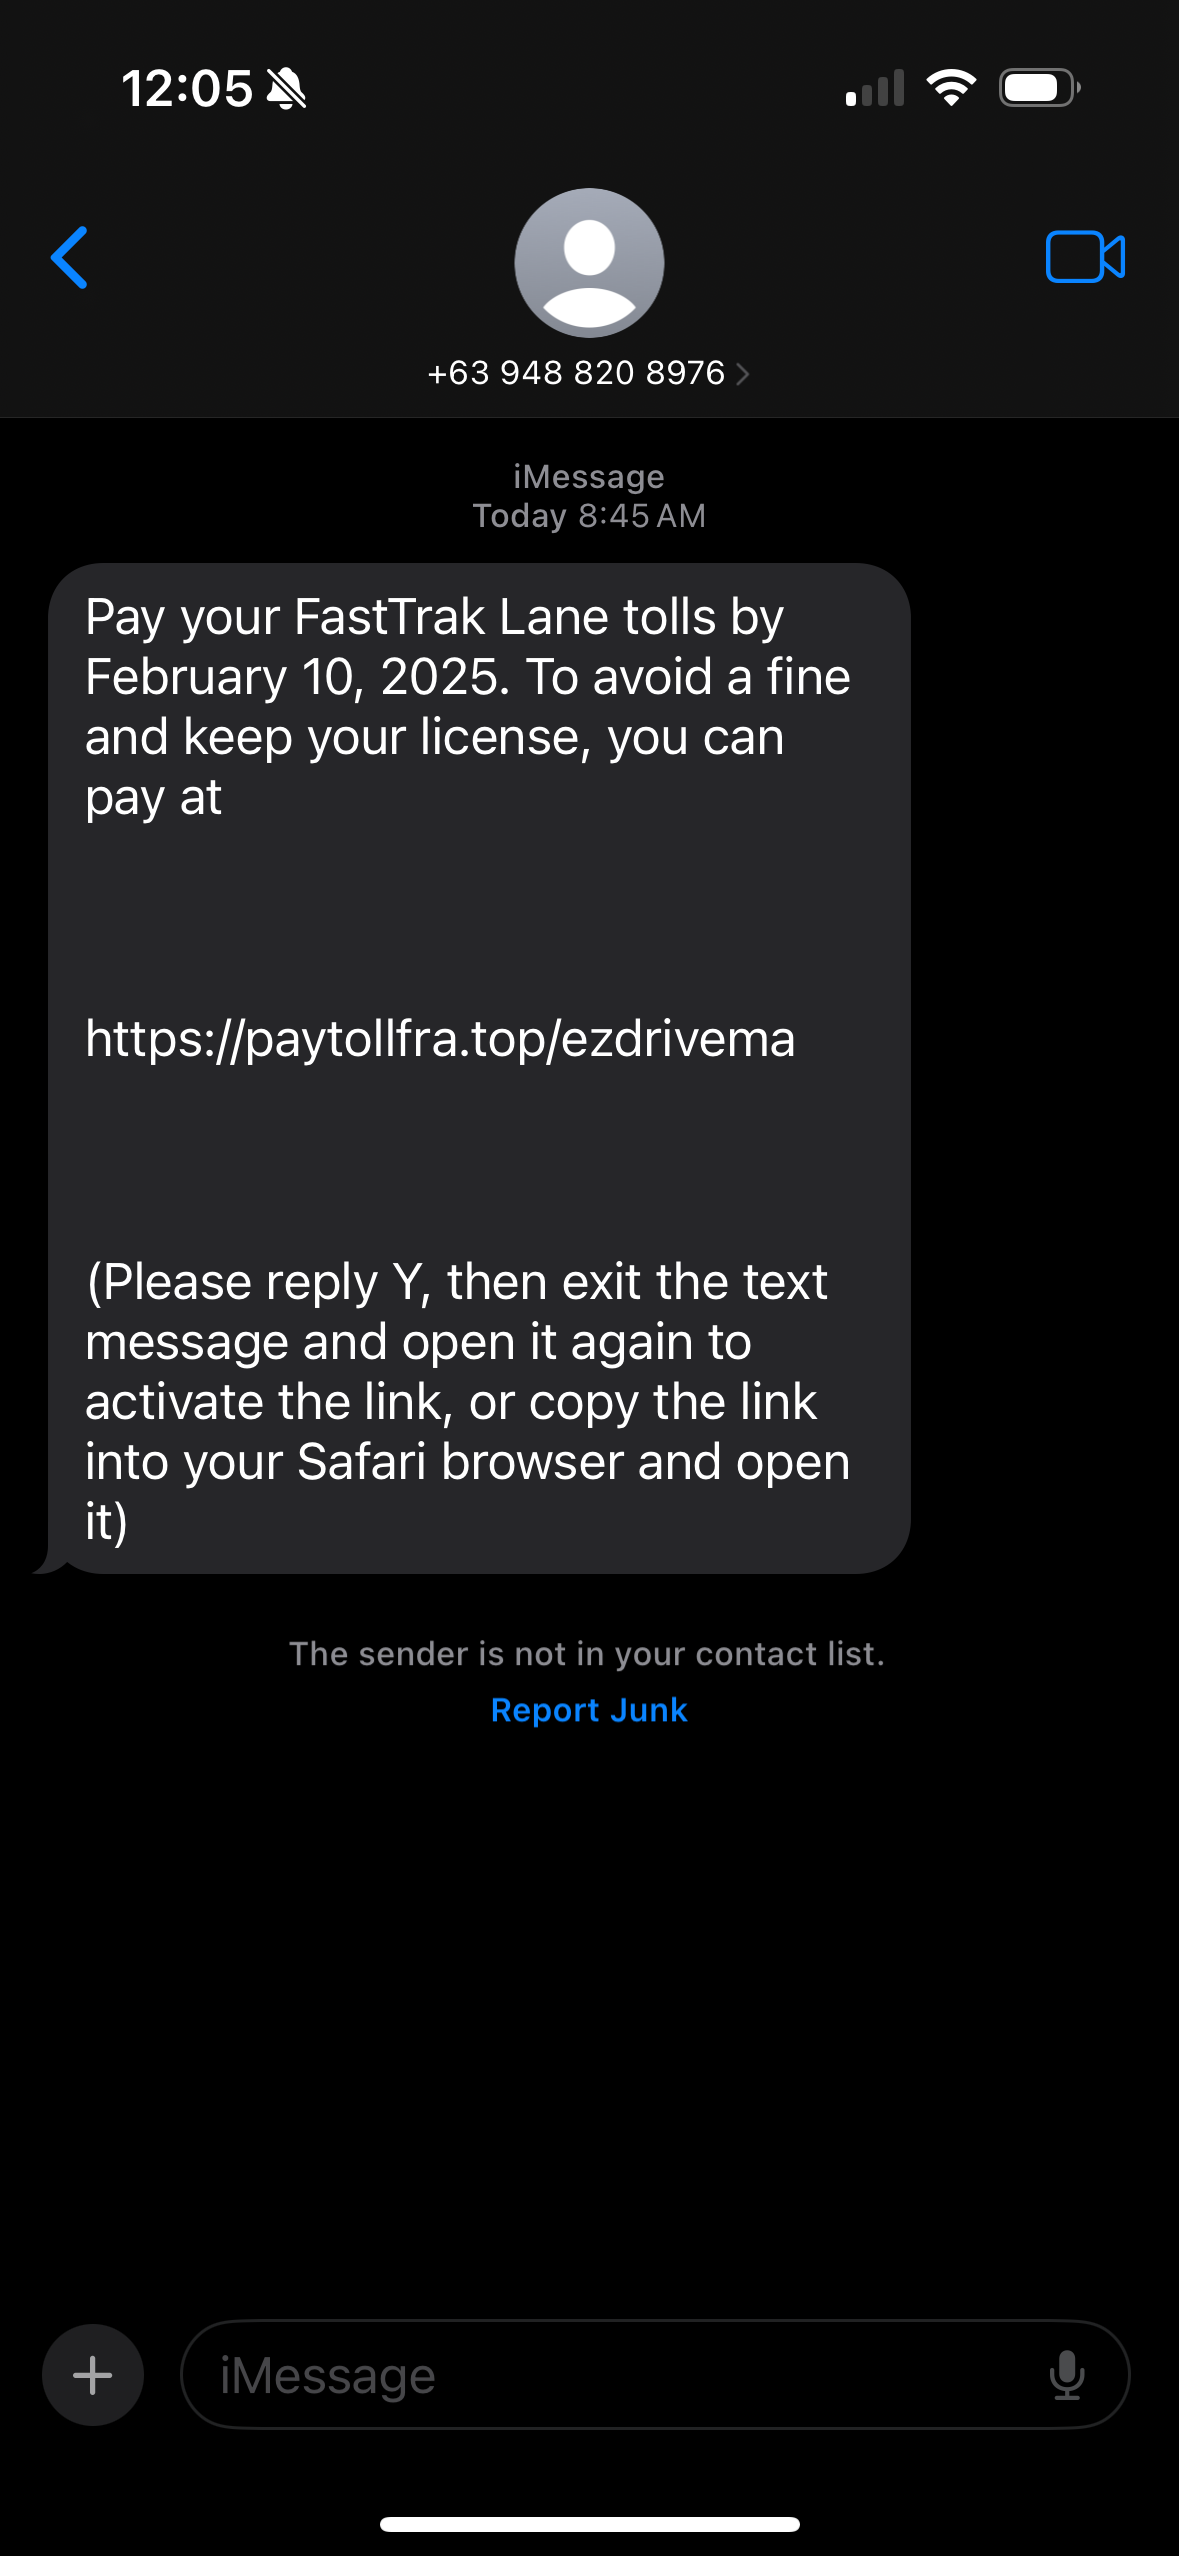 12:05
+63 948 820 8976
iMessage
Today 8:45 AM
Pay your FastTrak Lane tolls by
February 10, 2025. To avoid a fine
and keep your license, you can
pay at
https://paytollfra.top/ezdrivema
(Please reply Y, then exit the text
message and open it again to
activate the link, or copy the link
into your Safari browser and open
it)
The sender is not in your contact list.
Report Junk
iMessage